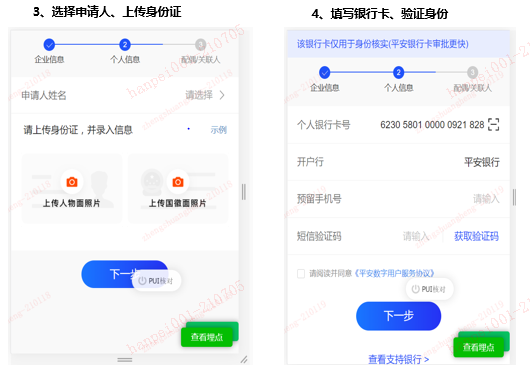 3、选择申请人、上传身份证
1
2
3
企业信息
个人信息
配偶/关联人
申请人姓名
请选择 >
请上传身份证，并录入信息
示例
上传人物面照片
上传国徽面照片
下一步
PUI核对
查看埋点
hanpei001-210705
hanpei001-210705
4、填写银行卡、验证身份
该银行卡仅用于身份核实(平安银行卡审批更快)
2
3
企业信息
个人信息
配偶/关联人
个人银行卡号
6230 5801 0000 0921 828
开户行
平安银行
预留手机号
请输入
短信验证码
请输入
获取验证码
请阅读并同意《平安数字用户服务协议》
PUI核对
下一步
查看埋点
查看支持银行 >